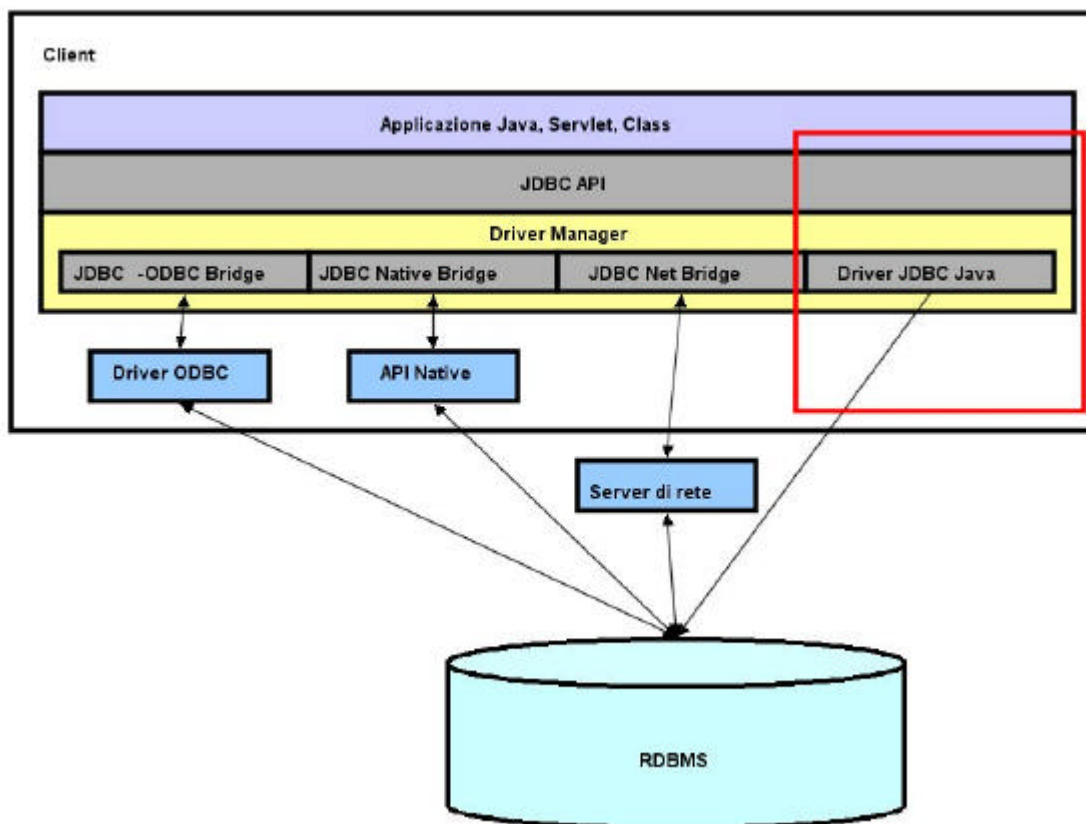 Client
Applicazione Java, Servlet, Class
JDBC API
Driver Manager
JDBC -ODBC Bridge
JDBC Native Bridge
JDBC Net Bridge
Driver JDBC Java
Driver ODBC
API Native
Server di rete
RDBMS